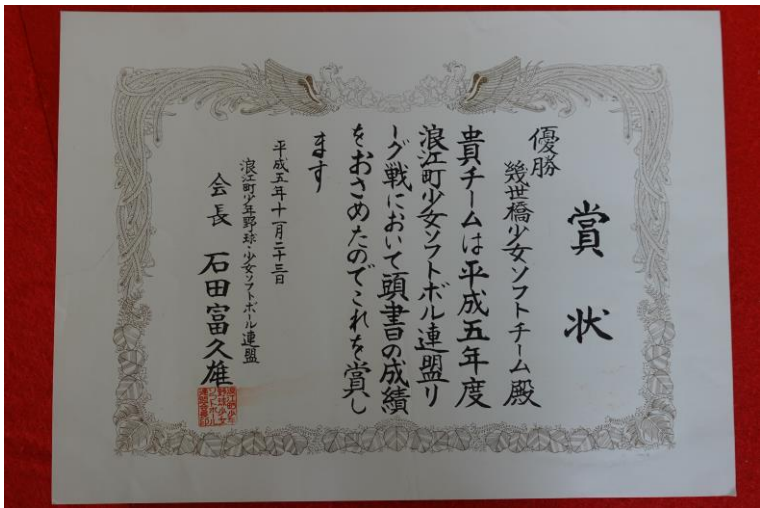 賞状
優勝
幾世橋少女ソフトチーム殿
貴チームは平成五年度
浪江町少女ソフトボル連盟リ
ーグ戦において頭書の成績
をおさめたのでこれを賞し
ます
平成五年十一月二十三日
浪江町少年野球・少女ソフトボール連盟
会長 石田富久雄